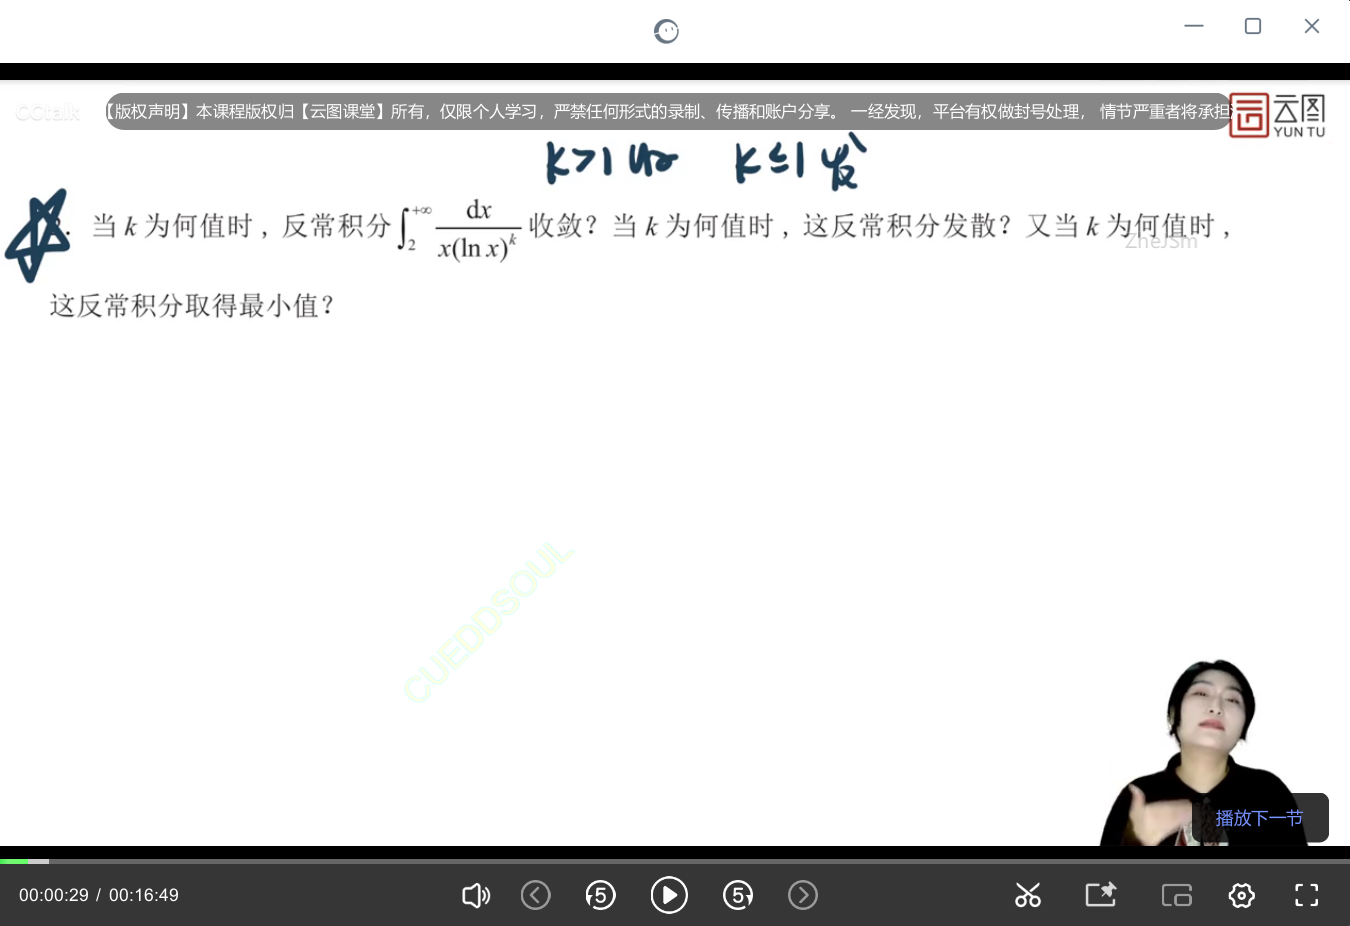 CCtalk
【版权声明】本课程版权归【云图课堂】所有，仅限个人学习，严禁任何形式的录制、传播和账户分享。 一经发现，平台有权做封号处理， 情节严重者将承担
云图
YUN TU
k>1 收 k≤1 发
当 k 为何值时，反常积分∫₂^{+∞} dx/(x(ln x)^k) 收敛？当 k 为何值时，这反常积分发散？又当 k 为何值时，
ZheJSm
这反常积分取得最小值？
CUEDDSOUL
播放下一节
00:00:29 / 00:16:49
5 5